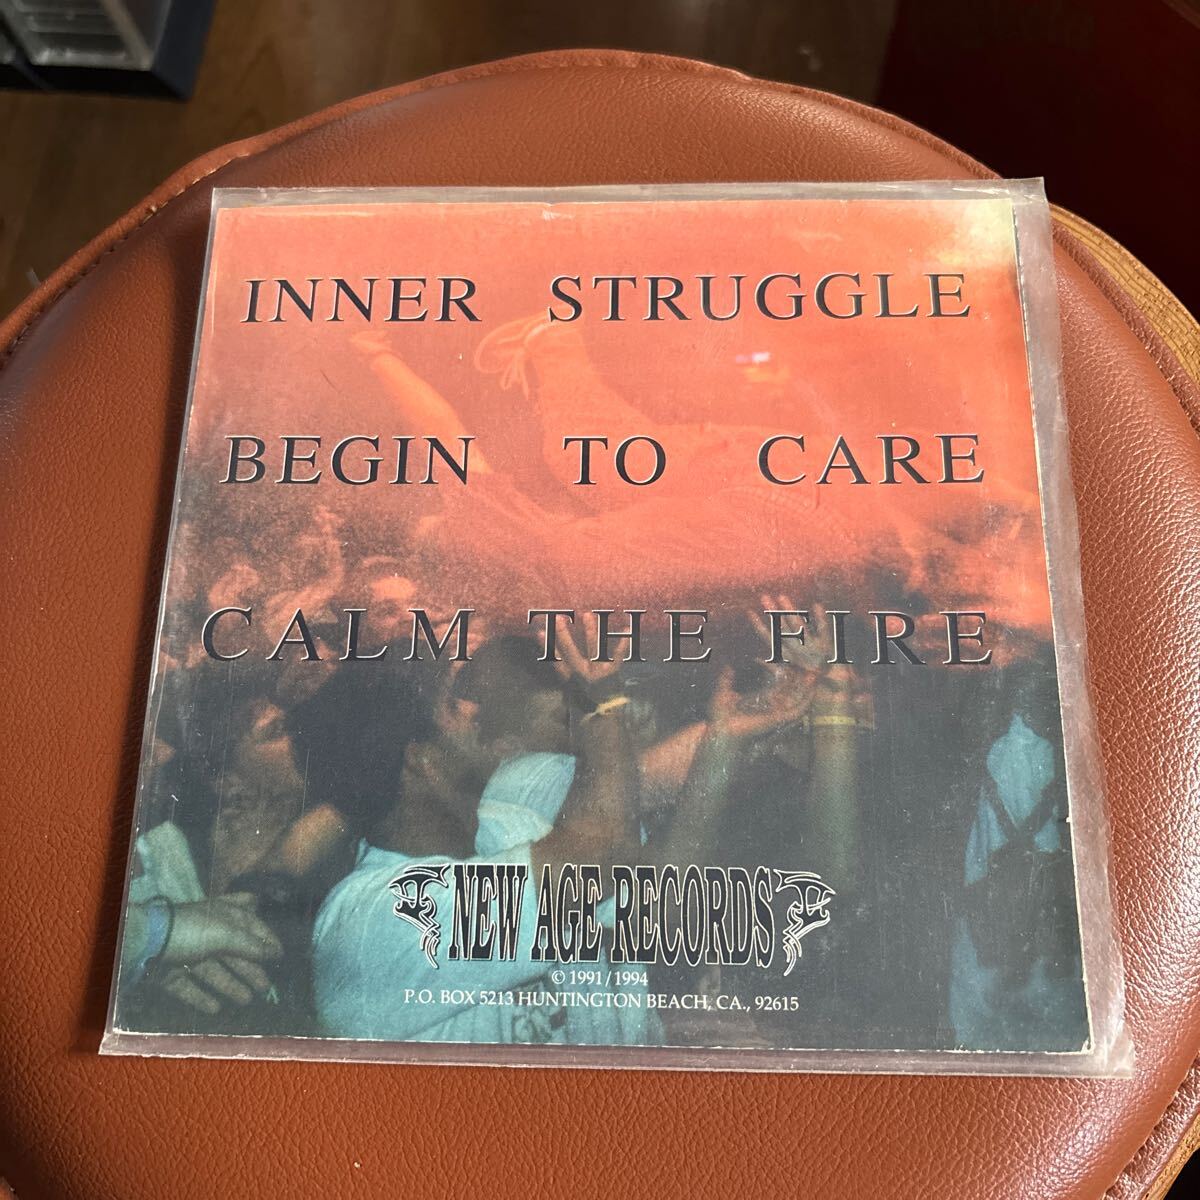 INNER STRUGGLE
BEGIN TO CARE
CALM THE FIRE
NEW AGE RECORDS
© 1991/1994
P.O. BOX 5213 HUNTINGTON BEACH, CA., 92615